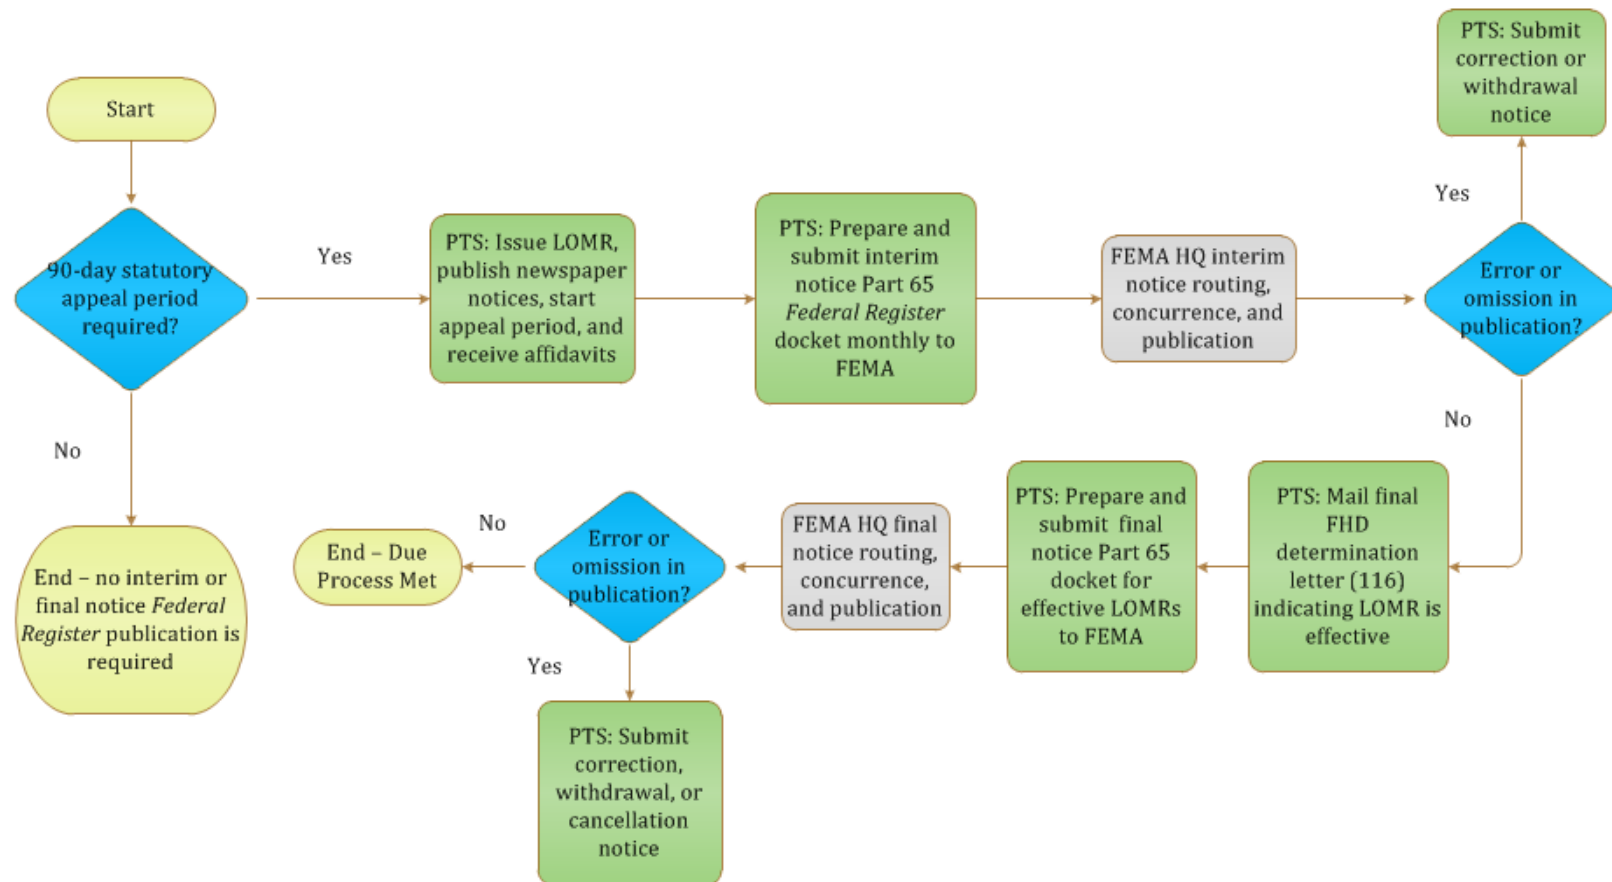 Start
90-day statutory
appeal period
required?
Yes
PTS: Issue LOMR,
publish newspaper
notices, start
appeal period, and
receive affidavits
PTS: Prepare and
submit interim
notice Part 65
Federal Register
docket monthly to
FEMA
FEMA HQ interim
notice routing,
concurrence, and
publication
Error or
omission in
publication?
Yes
PTS: Submit
correction or
withdrawal
notice
No
PTS: Mail final
FHD
determination
letter (116)
indicating LOMR is
effective
PTS: Prepare and
submit final
notice Part 65
docket for
effective LOMRs
to FEMA
FEMA HQ final
notice routing,
concurrence,
and publication
Error or
omission in
publication?
No
End – Due
Process Met
Yes
PTS: Submit
correction,
withdrawal, or
cancellation
notice
No
End – no interim or
final notice Federal
Register publication is
required